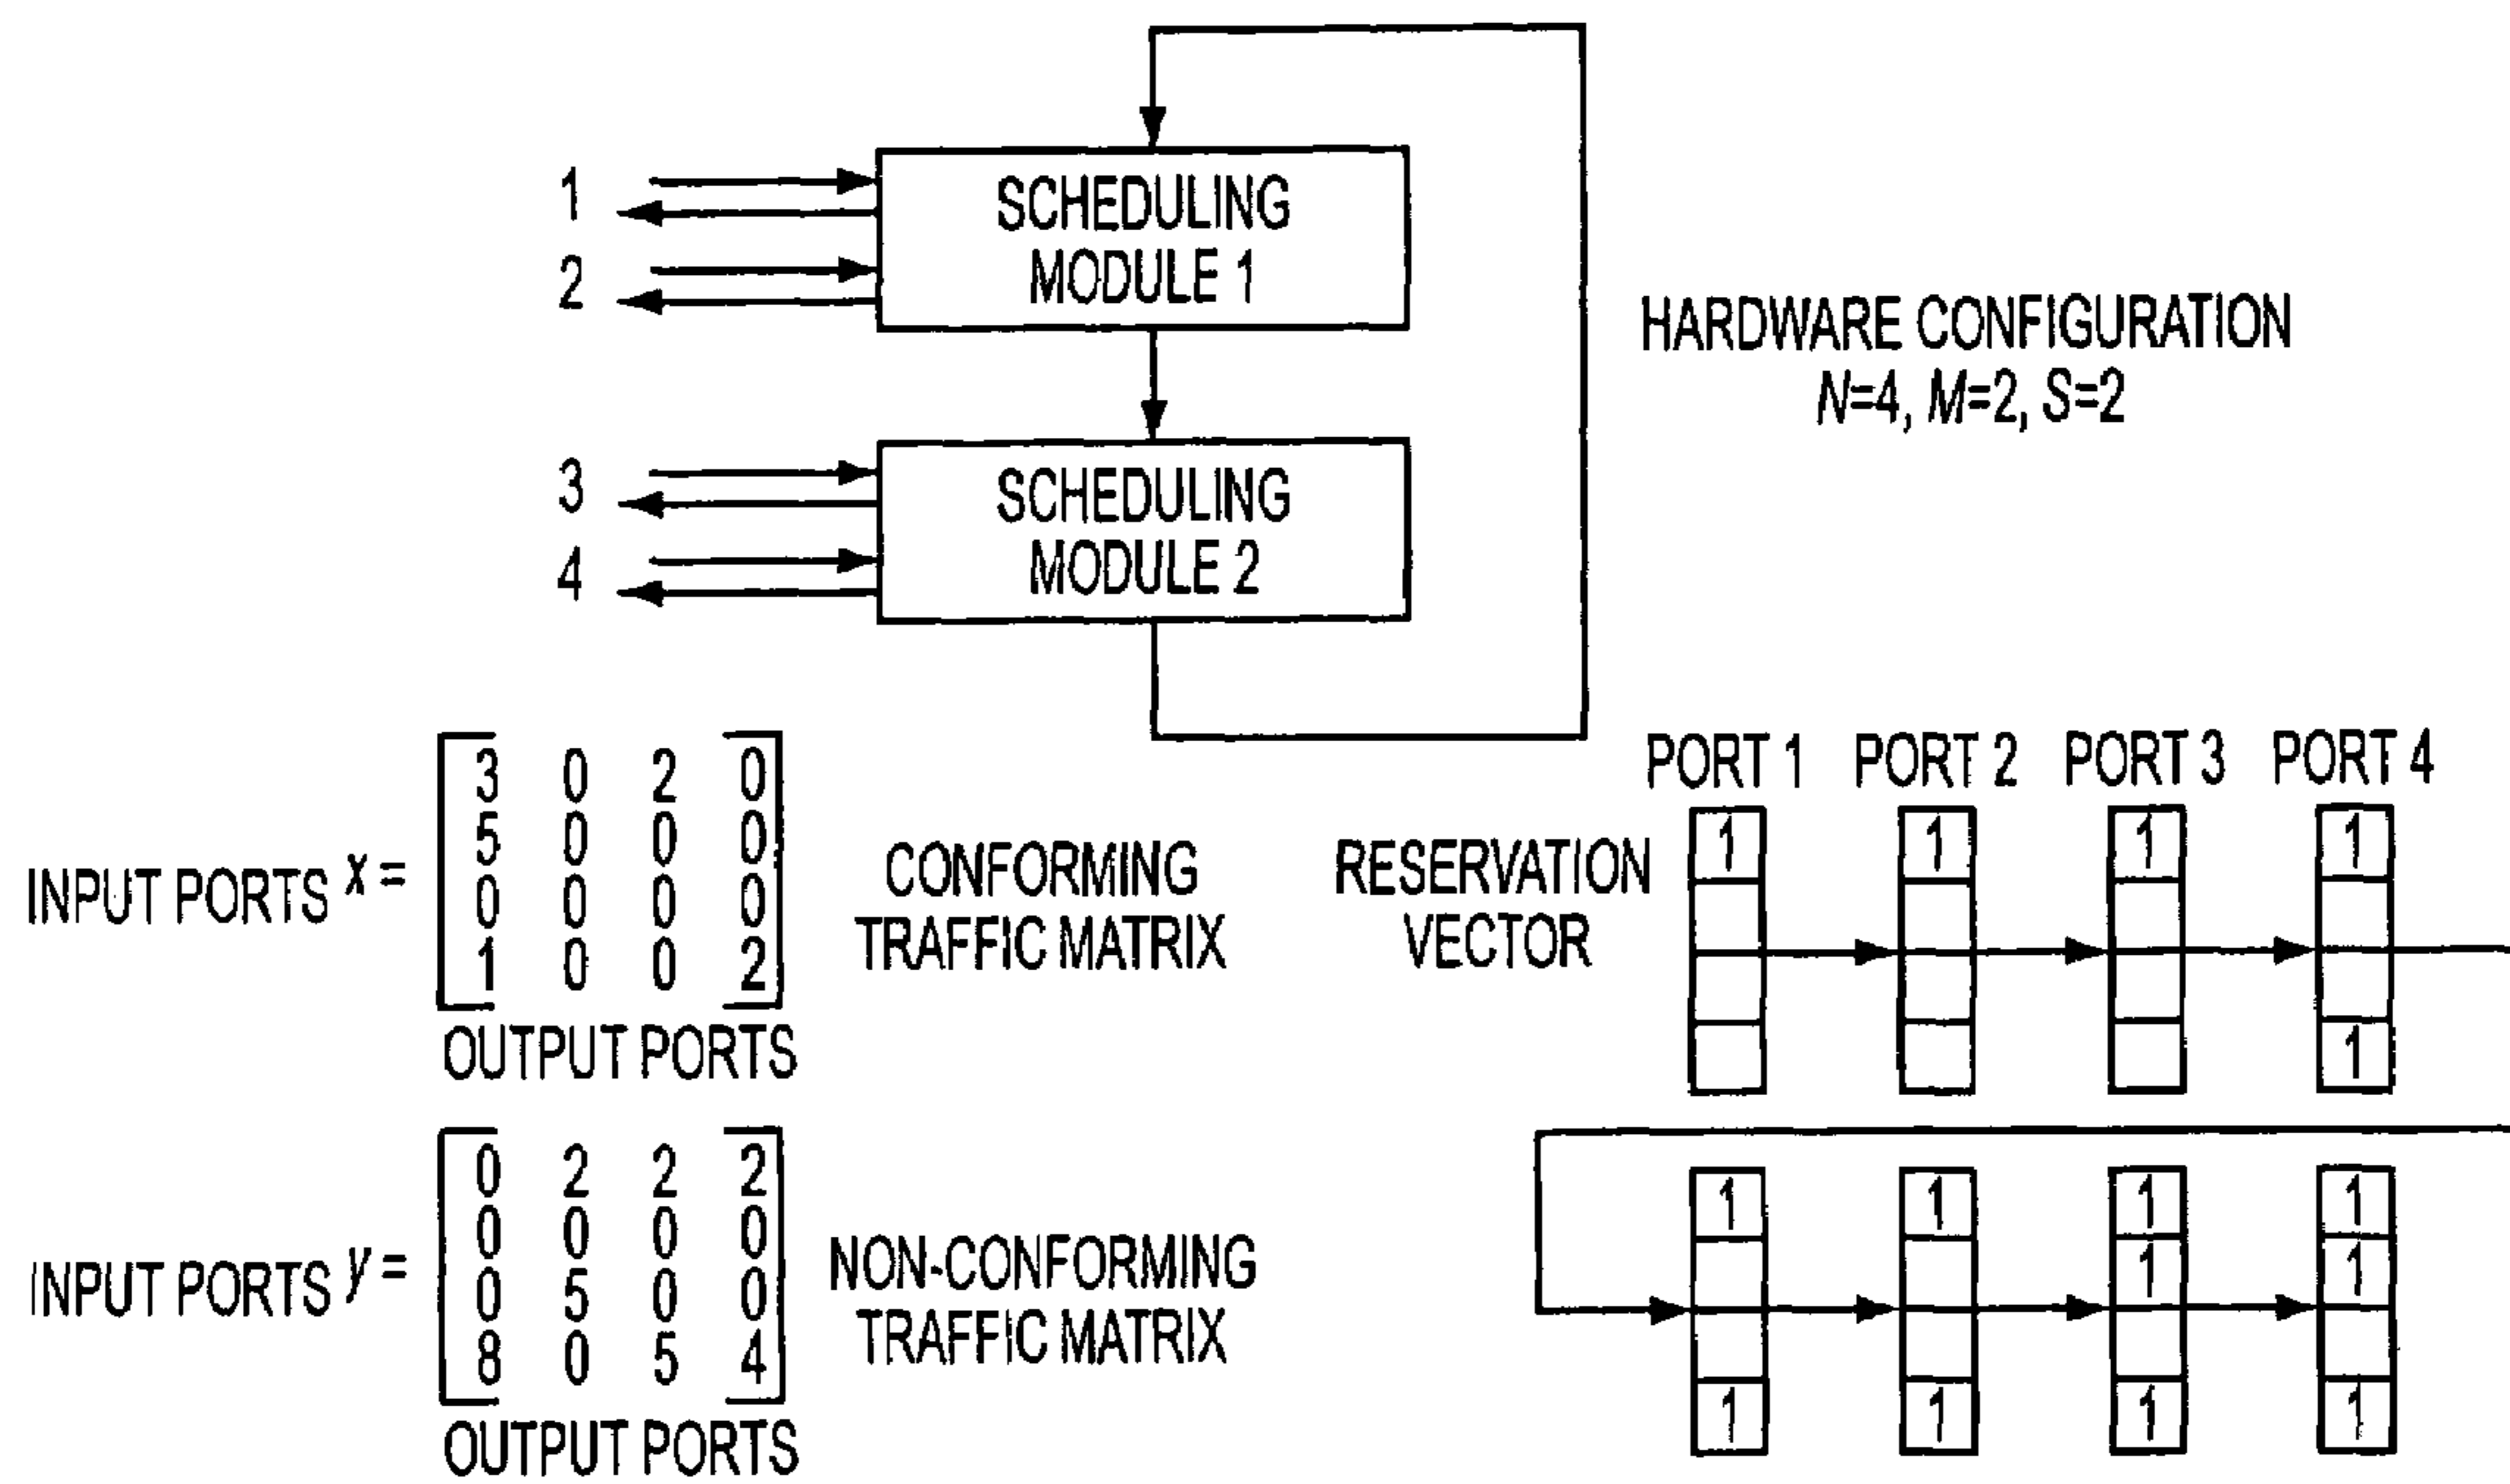 1
2
SCHEDULING
MODULE 1
3
4
SCHEDULING
MODULE 2
HARDWARE CONFIGURATION
N=4, M=2, S=2
INPUT PORTS x =
3 0 2 0
5 0 0 0
0 0 0 0
1 0 0 2
OUTPUT PORTS
CONFORMING
TRAFFIC MATRIX
INPUT PORTS y =
0 2 2 2
0 0 0 0
0 5 0 0
8 0 5 4
OUTPUT PORTS
NON-CONFORMING
TRAFFIC MATRIX
RESERVATION
VECTOR
PORT 1 PORT 2 PORT 3 PORT 4
1 1 1 1
1
1 1 1 1
1 1
1 1 1 1